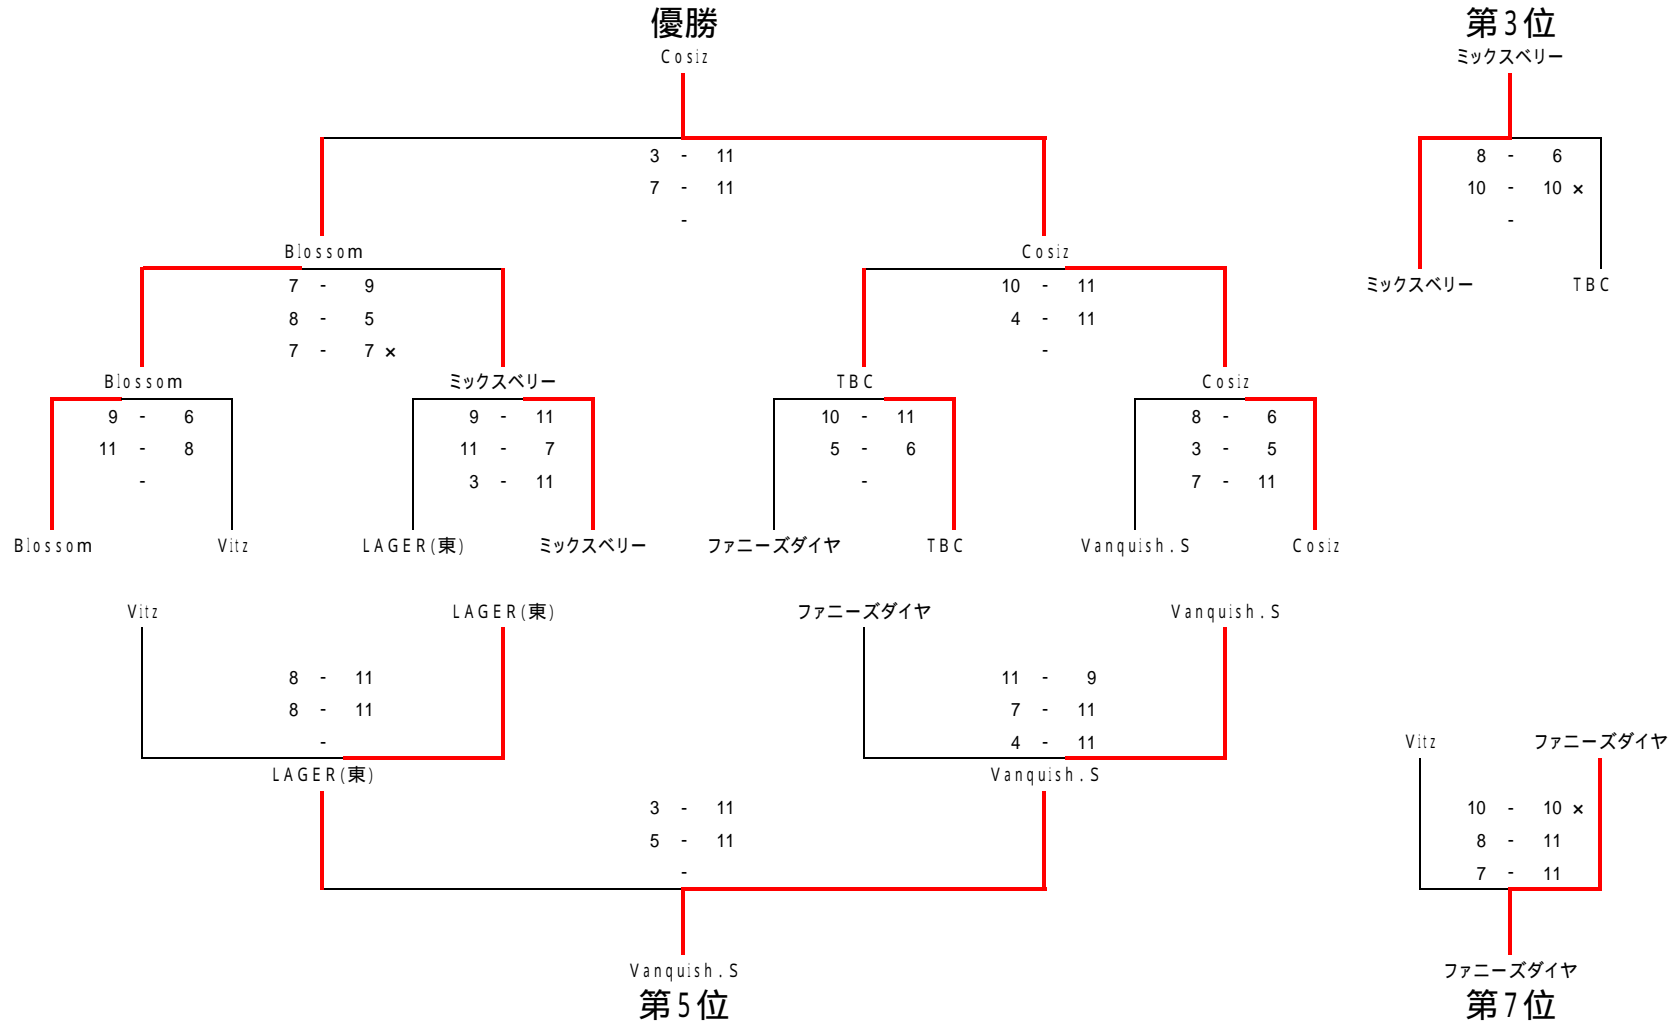 優勝
第3位
Cosiz
ミックスベリー
3 - 11
7 - 11
-
8 - 6
10 - 10 ×
-
Blossom
Cosiz
ミックスベリー
TBC
7 - 9
8 - 5
7 - 7 ×
10 - 11
4 - 11
-
Blossom
ミックスベリー
TBC
Cosiz
9 - 6
11 - 8
-
9 - 11
11 - 7
3 - 11
10 - 11
5 - 6
-
8 - 6
3 - 5
7 - 11
Blossom
Vitz
LAGER(東)
ミックスベリー
ファニーズダイヤ
TBC
Vanquish.S
Cosiz
Vitz
LAGER(東)
ファニーズダイヤ
Vanquish.S
8 - 11
8 - 11
-
11 - 9
7 - 11
4 - 11
Vitz
ファニーズダイヤ
LAGER(東)
Vanquish.S
3 - 11
5 - 11
-
10 - 10 ×
8 - 11
7 - 11
Vanquish.S
ファニーズダイヤ
第5位
第7位